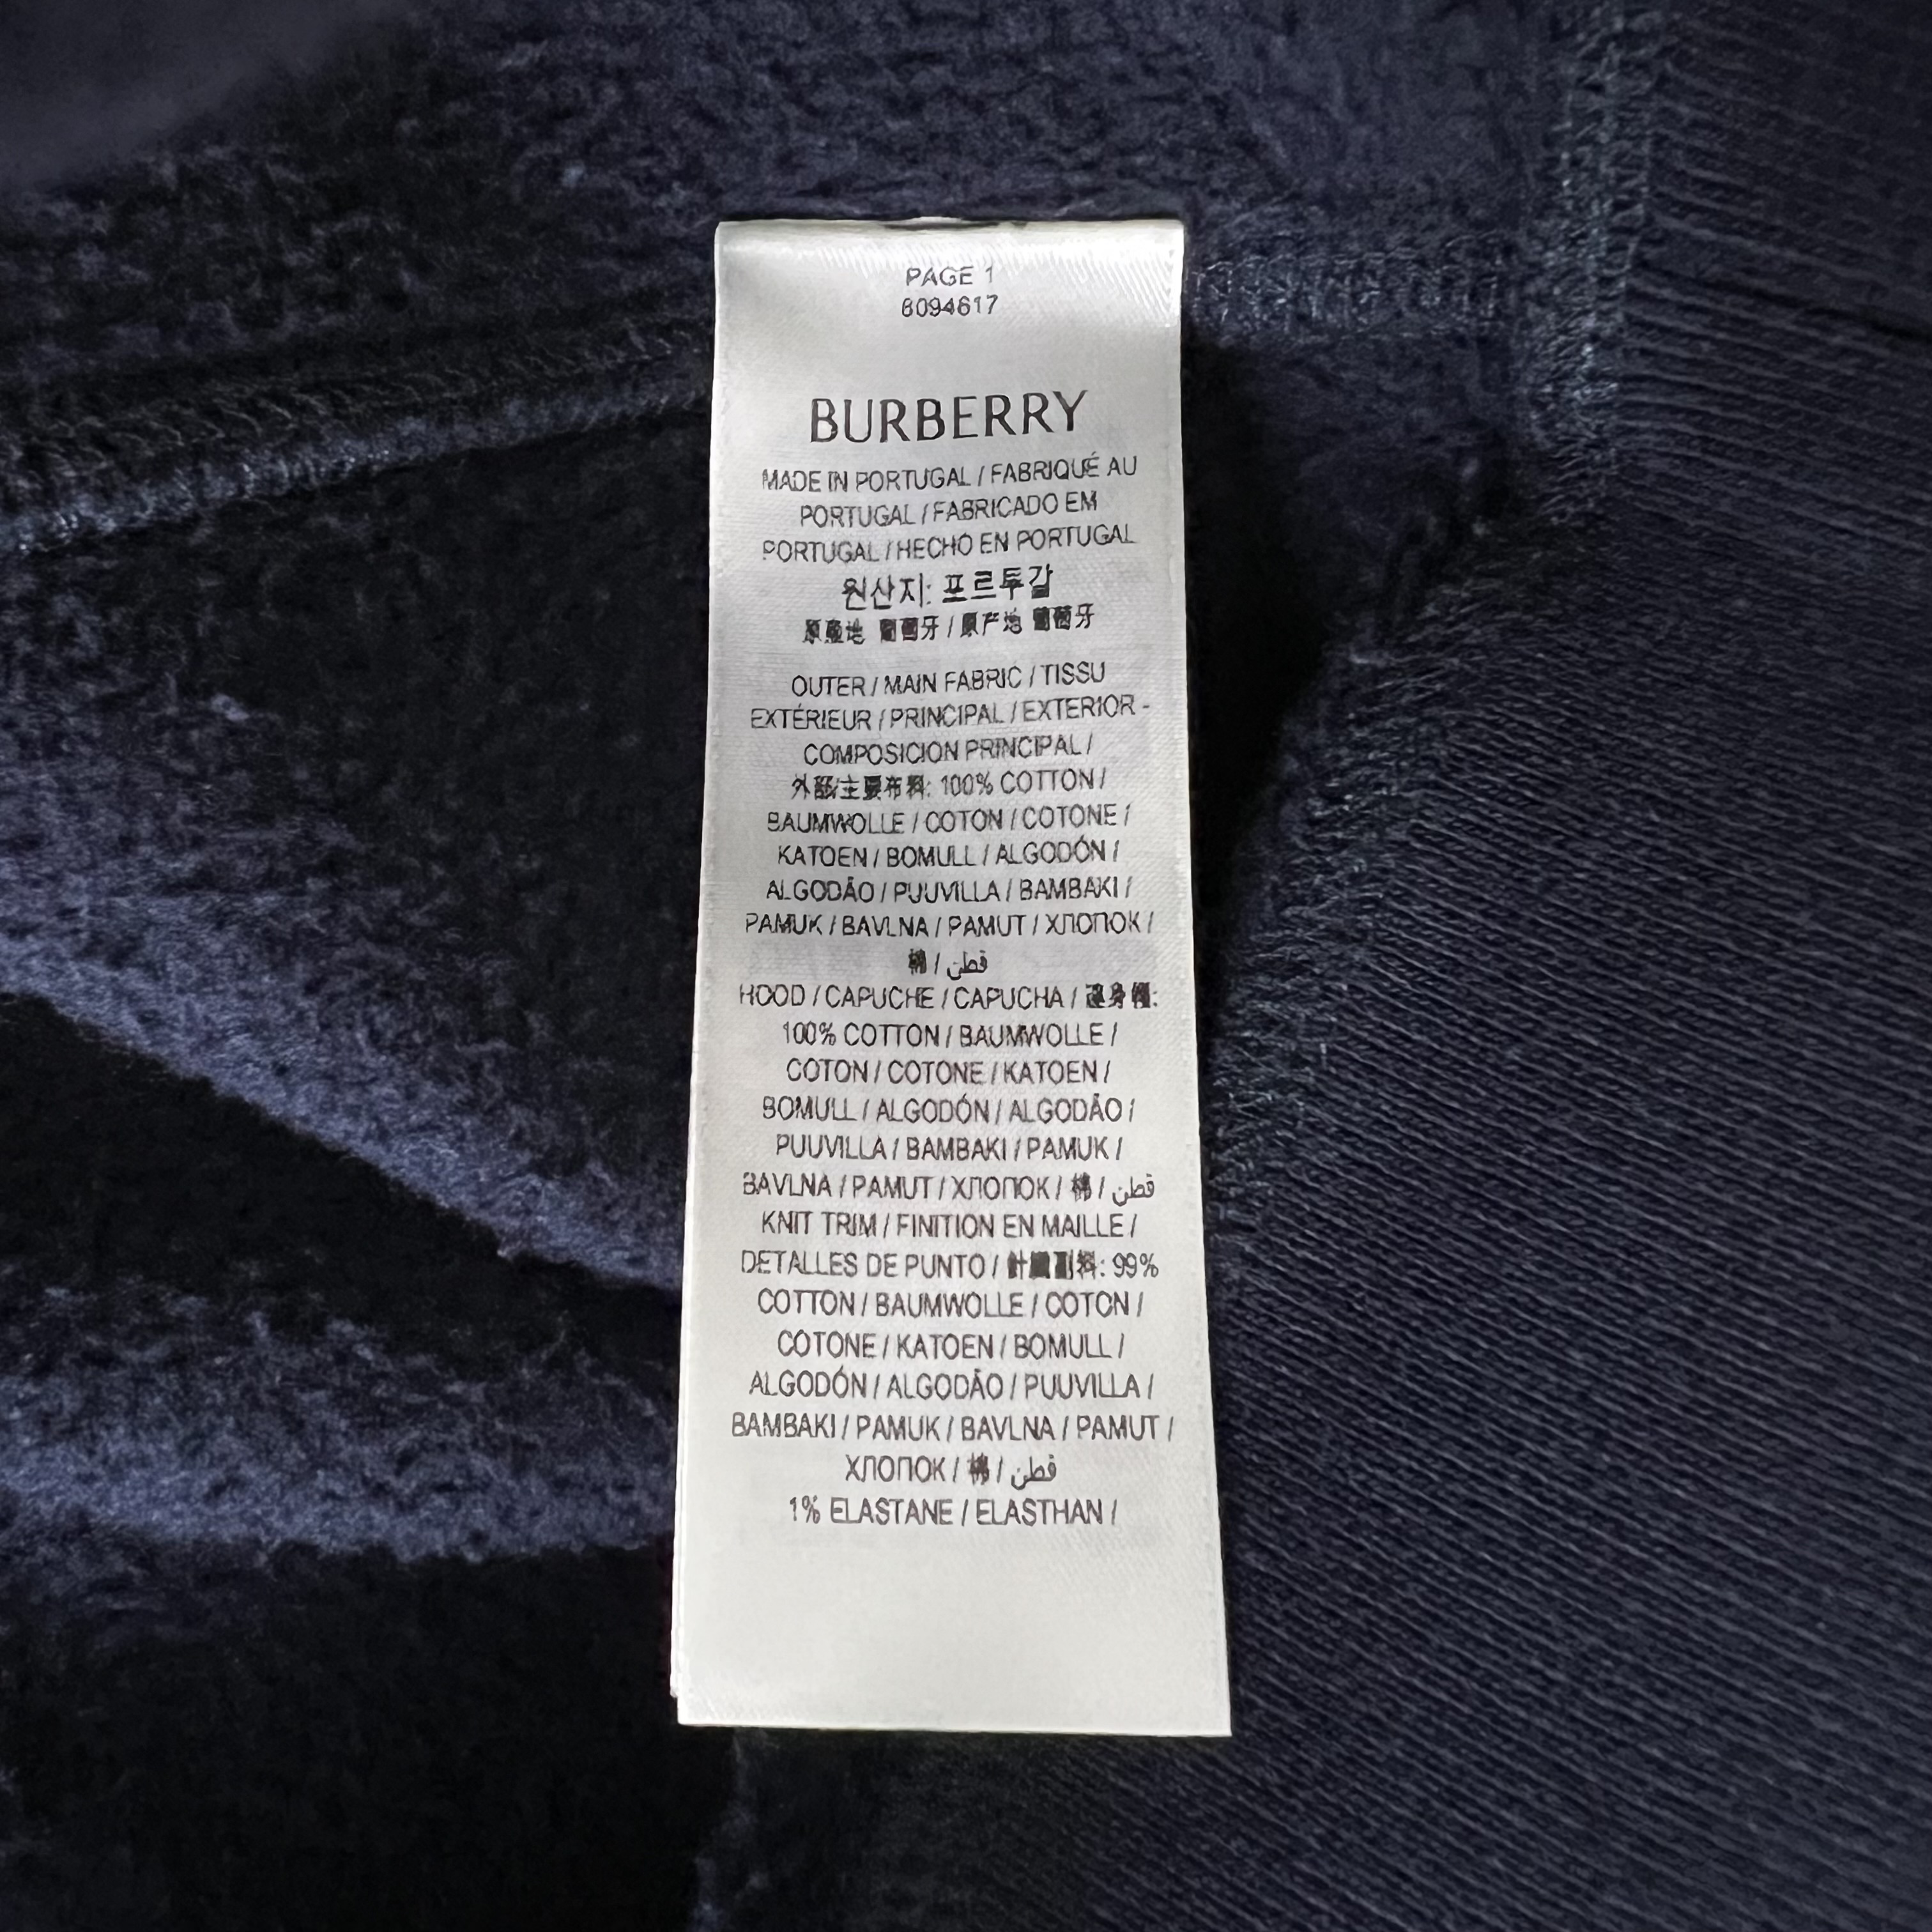 PAGE 1
6094617
BURBERRY
MADE IN PORTUGAL / FABRIQUÉ AU
PORTUGAL / FABRICADO EM
PORTUGAL / HECHO EN PORTUGAL
원산지: 포르투갈
原產地 葡萄牙 / 原产地 葡萄牙
OUTER / MAIN FABRIC / TISSU
EXTÉRIEUR / PRINCIPAL / EXTERIOR -
COMPOSICION PRINCIPAL /
外部/主要布料: 100% COTTON /
BAUMWOLLE / COTON / COTONE /
KATOEN / BOMULL / ALGODÓN /
ALGODÃO / PUUVILLA / BAMBAKI /
PAMUK / BAVLNA / PAMUT / ХЛОПОК /
棉 / قطن
HOOD / CAPUCHE / CAPUCHA / 連身帽:
100% COTTON / BAUMWOLLE /
COTON / COTONE / KATOEN /
BOMULL / ALGODÓN / ALGODÃO /
PUUVILLA / BAMBAKI / PAMUK /
BAVLNA / PAMUT / ХЛОПОК / 棉 / قطن
KNIT TRIM / FINITION EN MAILLE /
DETALLES DE PUNTO / 針織副料: 99%
COTTON / BAUMWOLLE / COTON /
COTONE / KATOEN / BOMULL /
ALGODÓN / ALGODÃO / PUUVILLA /
BAMBAKI / PAMUK / BAVLNA / PAMUT /
ХЛОПОК / 棉 / قطن
1% ELASTANE / ELASTHAN /